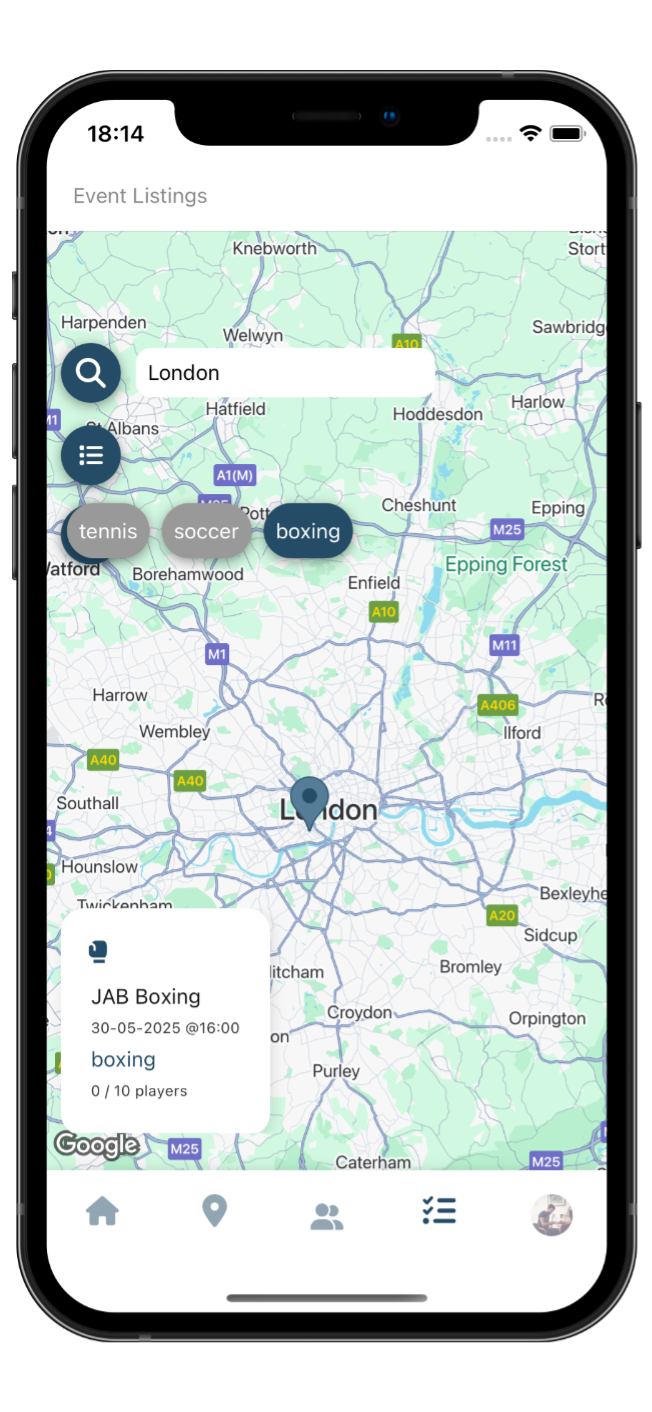 18:14
Event Listings
Knebworth
Stort
Harpenden
Welwyn
Sawbridg
A10
London
Hatfield
Harlow
Hoddesdon
St Albans
A1(M)
Cheshunt
Epping
M25
tennis
soccer
boxing
Watford
Borehamwood
Enfield
Epping Forest
A10
M1
M11
Harrow
A406
Wembley
Ilford
A40
A40
Southall
London
Hounslow
Twickenham
Bexleyhe
A20
Sidcup
itcham
Bromley
JAB Boxing
Croydon
Orpington
30-05-2025 @16:00
on
boxing
Purley
0 / 10 players
Google
M25
Caterham
M25